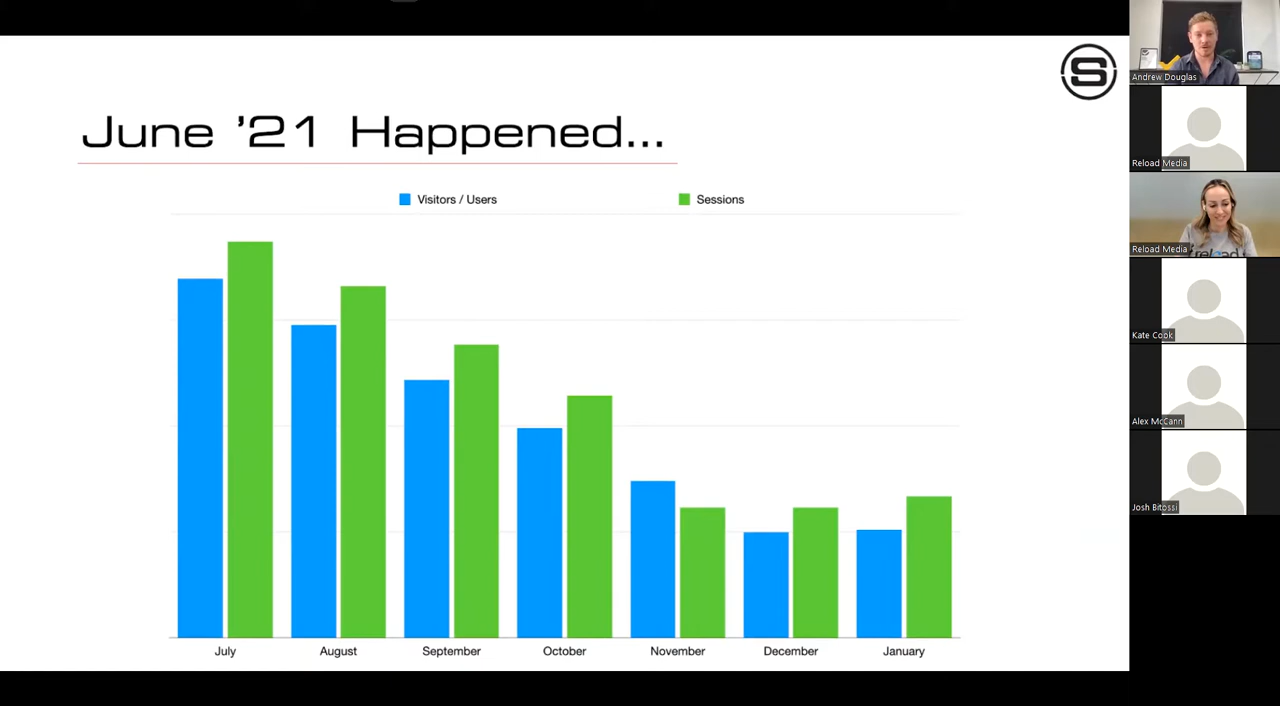 S
June '21 Happened...
Visitors / Users
Sessions
July
August
September
October
November
December
January
Andrew Douglas
Reload Media
Reload Media
reload
Kate Cook
Alex McCann
Josh Bitossi